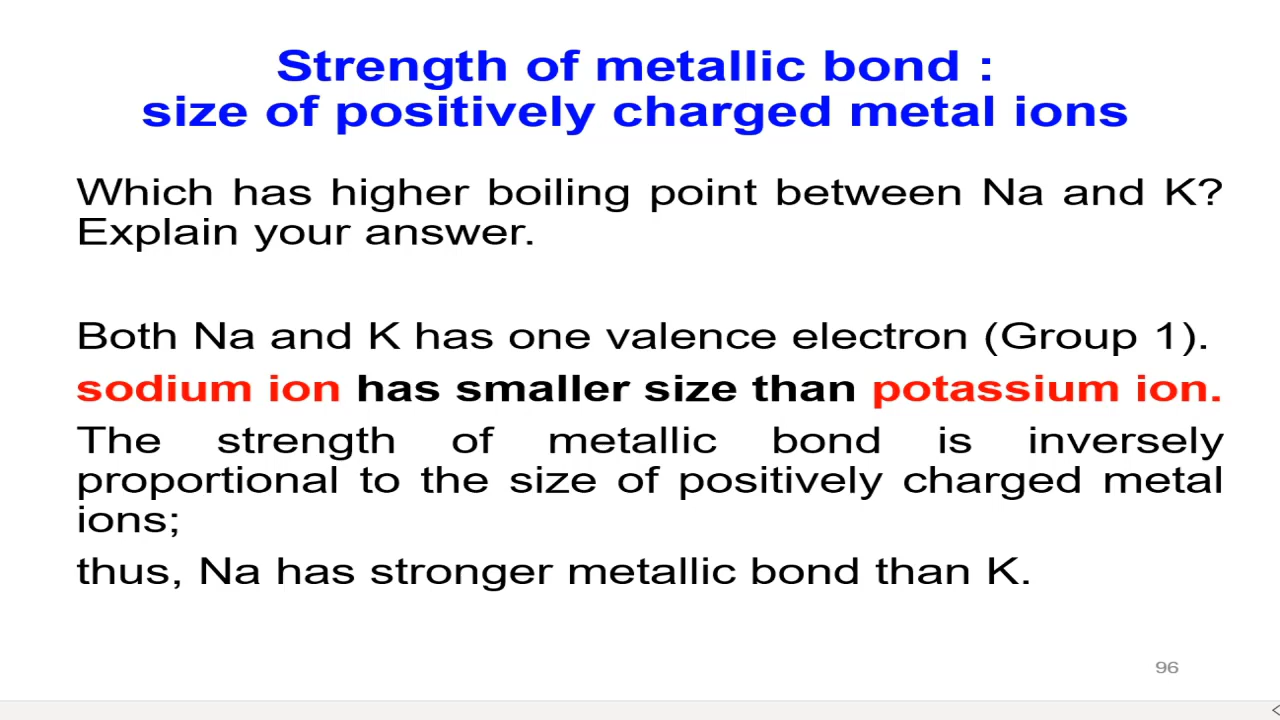 Strength of metallic bond :
size of positively charged metal ions
Which has higher boiling point between Na and K?
Explain your answer.
Both Na and K has one valence electron (Group 1).
sodium ion has smaller size than potassium ion.
The strength of metallic bond is inversely
proportional to the size of positively charged metal
ions;
thus, Na has stronger metallic bond than K.
96